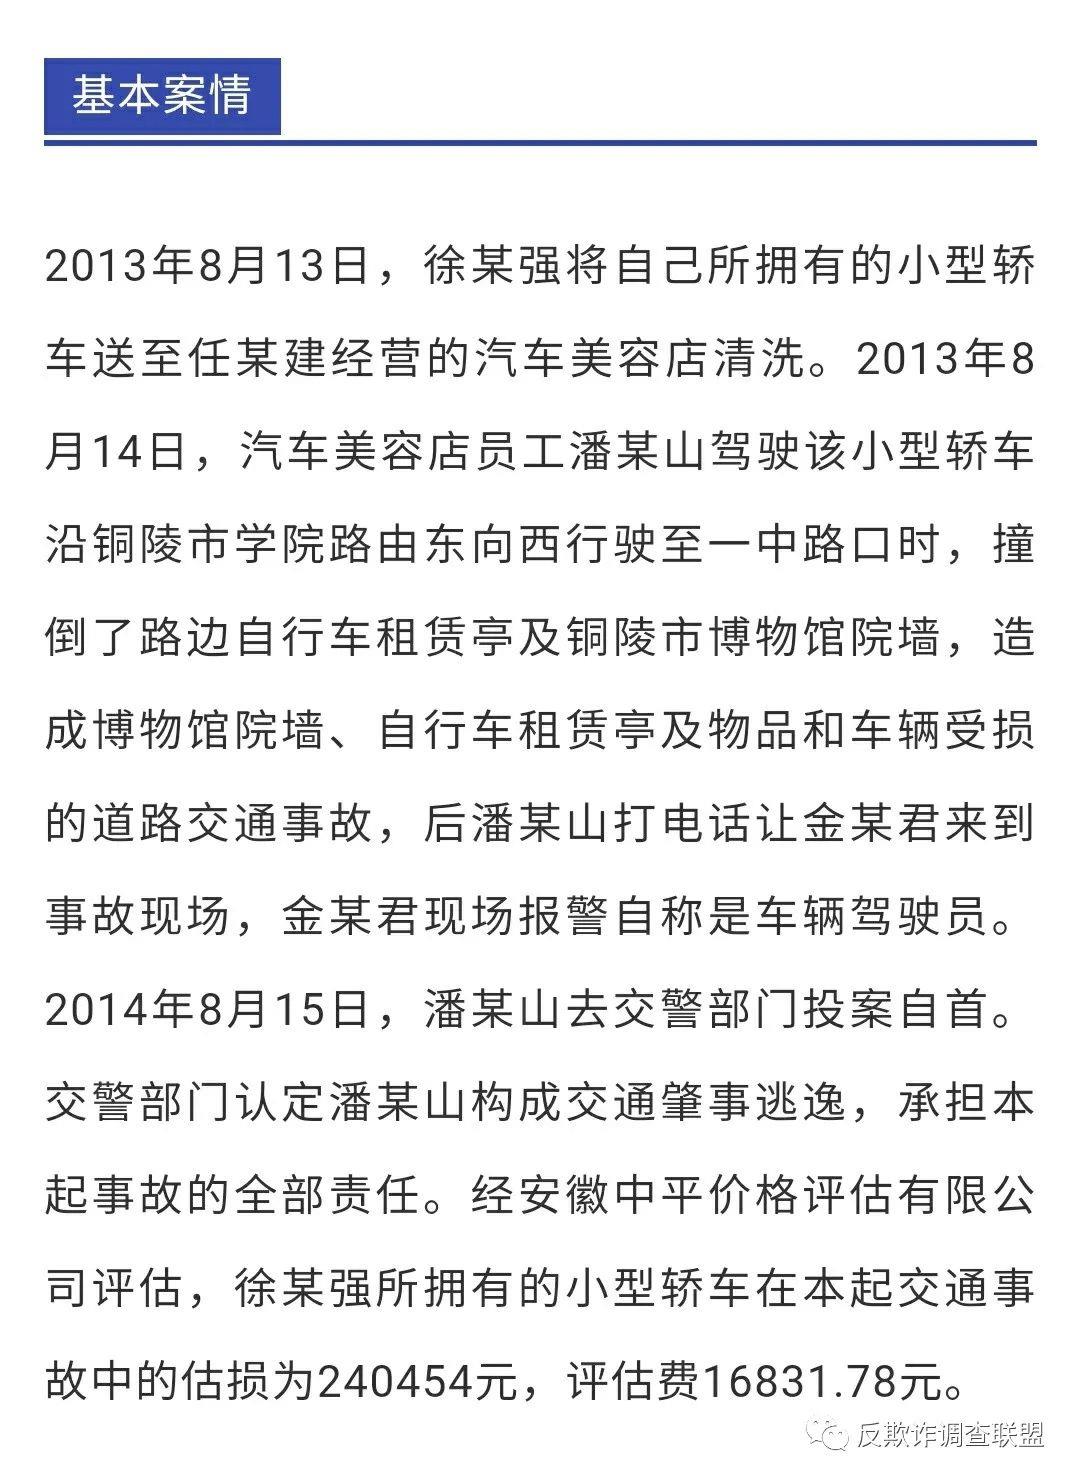 基本案情
2013年8月13日，徐某强将自己所拥有的小型轿
车送至任某建经营的汽车美容店清洗。2013年8
月14日，汽车美容店员工潘某山驾驶该小型轿车
沿铜陵市学院路由东向西行驶至一中路口时，撞
倒了路边自行车租赁亭及铜陵市博物馆院墙，造
成博物馆院墙、自行车租赁亭及物品和车辆受损
的道路交通事故，后潘某山打电话让金某君来到
事故现场，金某君现场报警自称是车辆驾驶员。
2014年8月15日，潘某山去交警部门投案自首。
交警部门认定潘某山构成交通肇事逃逸，承担本
起事故的全部责任。经安徽中平价格评估有限公
司评估，徐某强所拥有的小型轿车在本起交通事
故中的估损为240454元，评估费16831.78元。
反欺诈调查联盟